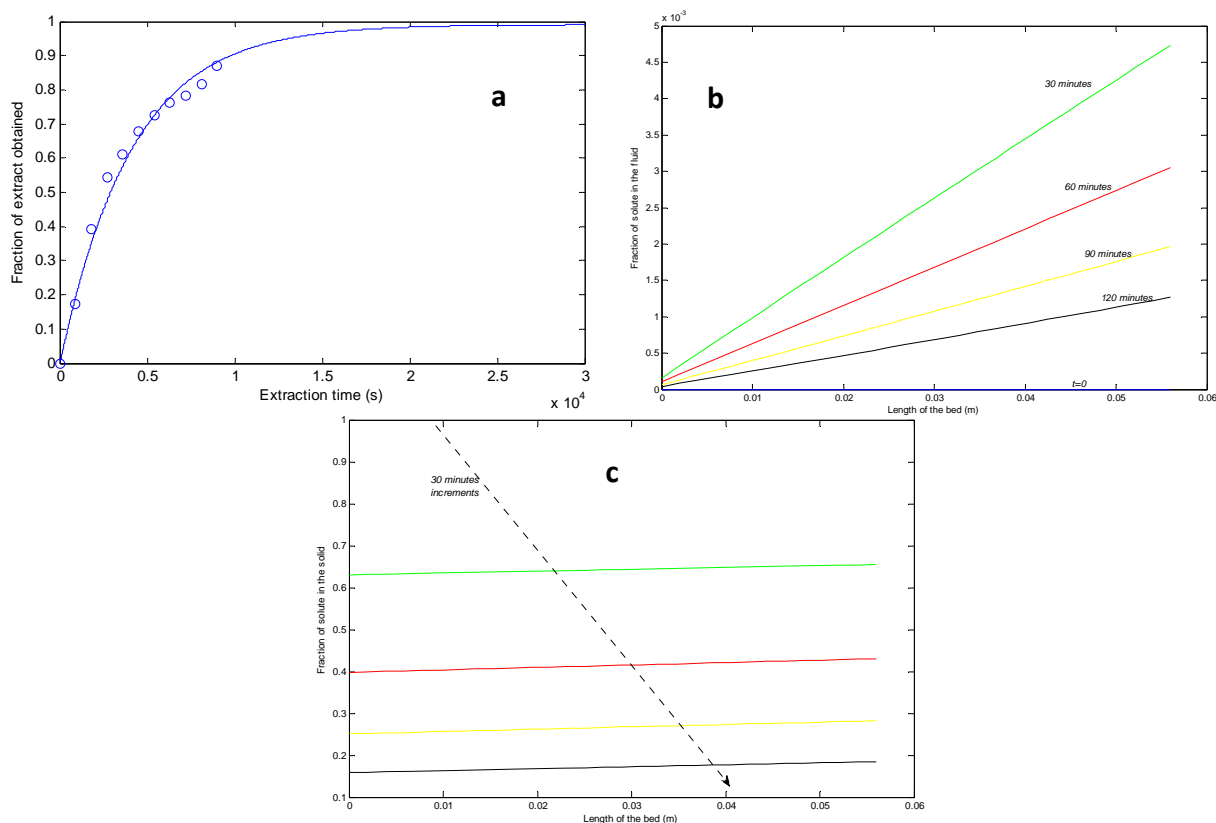 1
0.9
0.8
0.7
0.6
0.5
0.4
0.3
0.2
0.1
0
Fraction of extract obtained
a
0 0.5 1 1.5 2 2.5 3
Extraction time (s)
x 10^4
x 10^-3
5
4.5
4
3.5
3
2.5
2
1.5
1
0.5
0
Fraction of solute in the fluid
b
30 minutes
60 minutes
90 minutes
120 minutes
t=0
0 0.01 0.02 0.03 0.04 0.05 0.06
Length of the bed (m)
1
0.9
0.8
0.7
0.6
0.5
0.4
0.3
0.2
0.1
Fraction of solute in the solid
c
30 minutes
increments
0 0.01 0.02 0.03 0.04 0.05 0.06
Length of the bed (m)